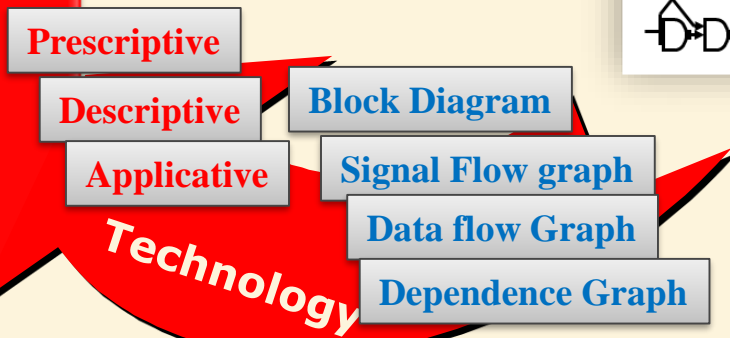 Prescriptive
Descriptive
Applicative
Block Diagram
Signal Flow graph
Data flow Graph
Dependence Graph
Technology